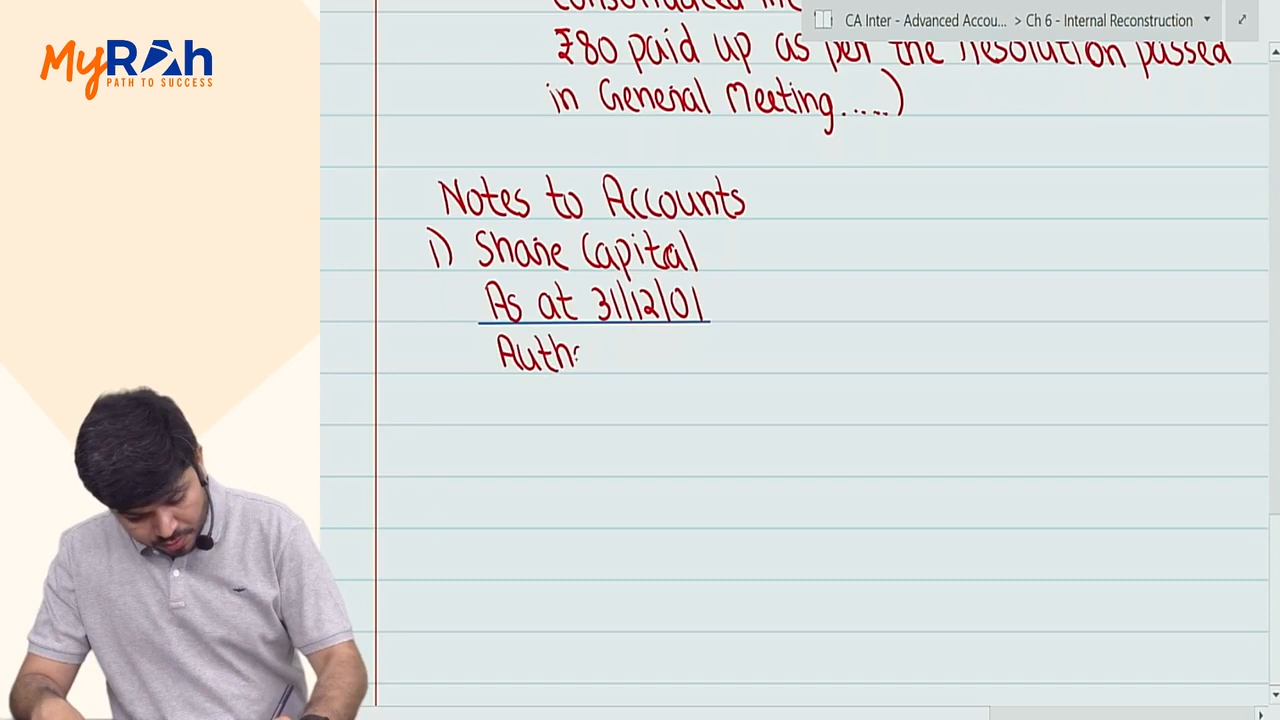 MyRAh
PATH TO SUCCESS
CA Inter - Advanced Accou... > Ch 6 - Internal Reconstruction
₹80 paid up as per the resolution passed
in General Meeting.....)
Notes to Accounts
1) Share Capital
As at 31/12/01
Auth